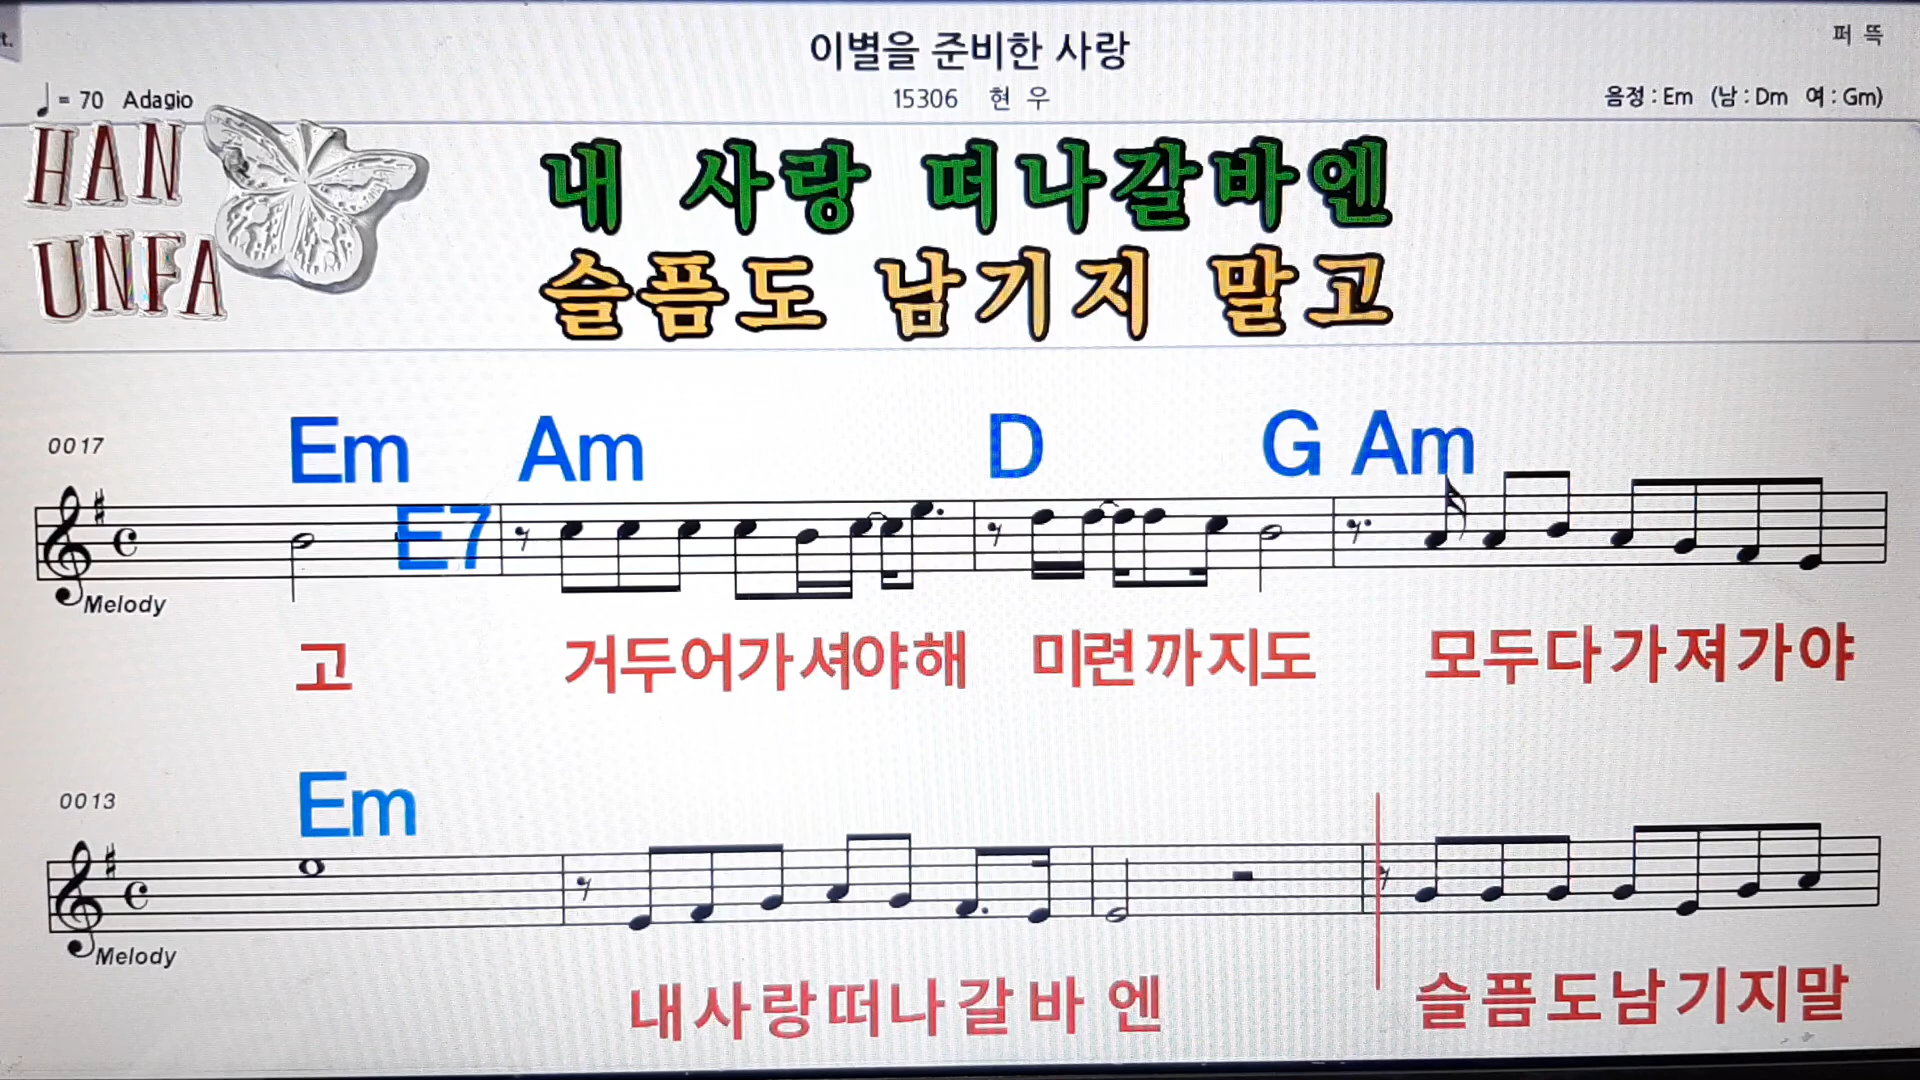 t.
이별을 준비한 사랑
퍼 뜩
♩= 70 Adagio
15306 현 우
음정 : Em (남 : Dm 여 : Gm)
HAN
UNFA
내 사랑 떠나갈바엔
슬픔도 남기지 말고
0017
Em E7 Am D G Am
Melody
고 거두어가셔야해 미련까지도 모두다가져가야
0013
Em
Melody
내사랑떠나갈바 엔 슬픔도남기지말